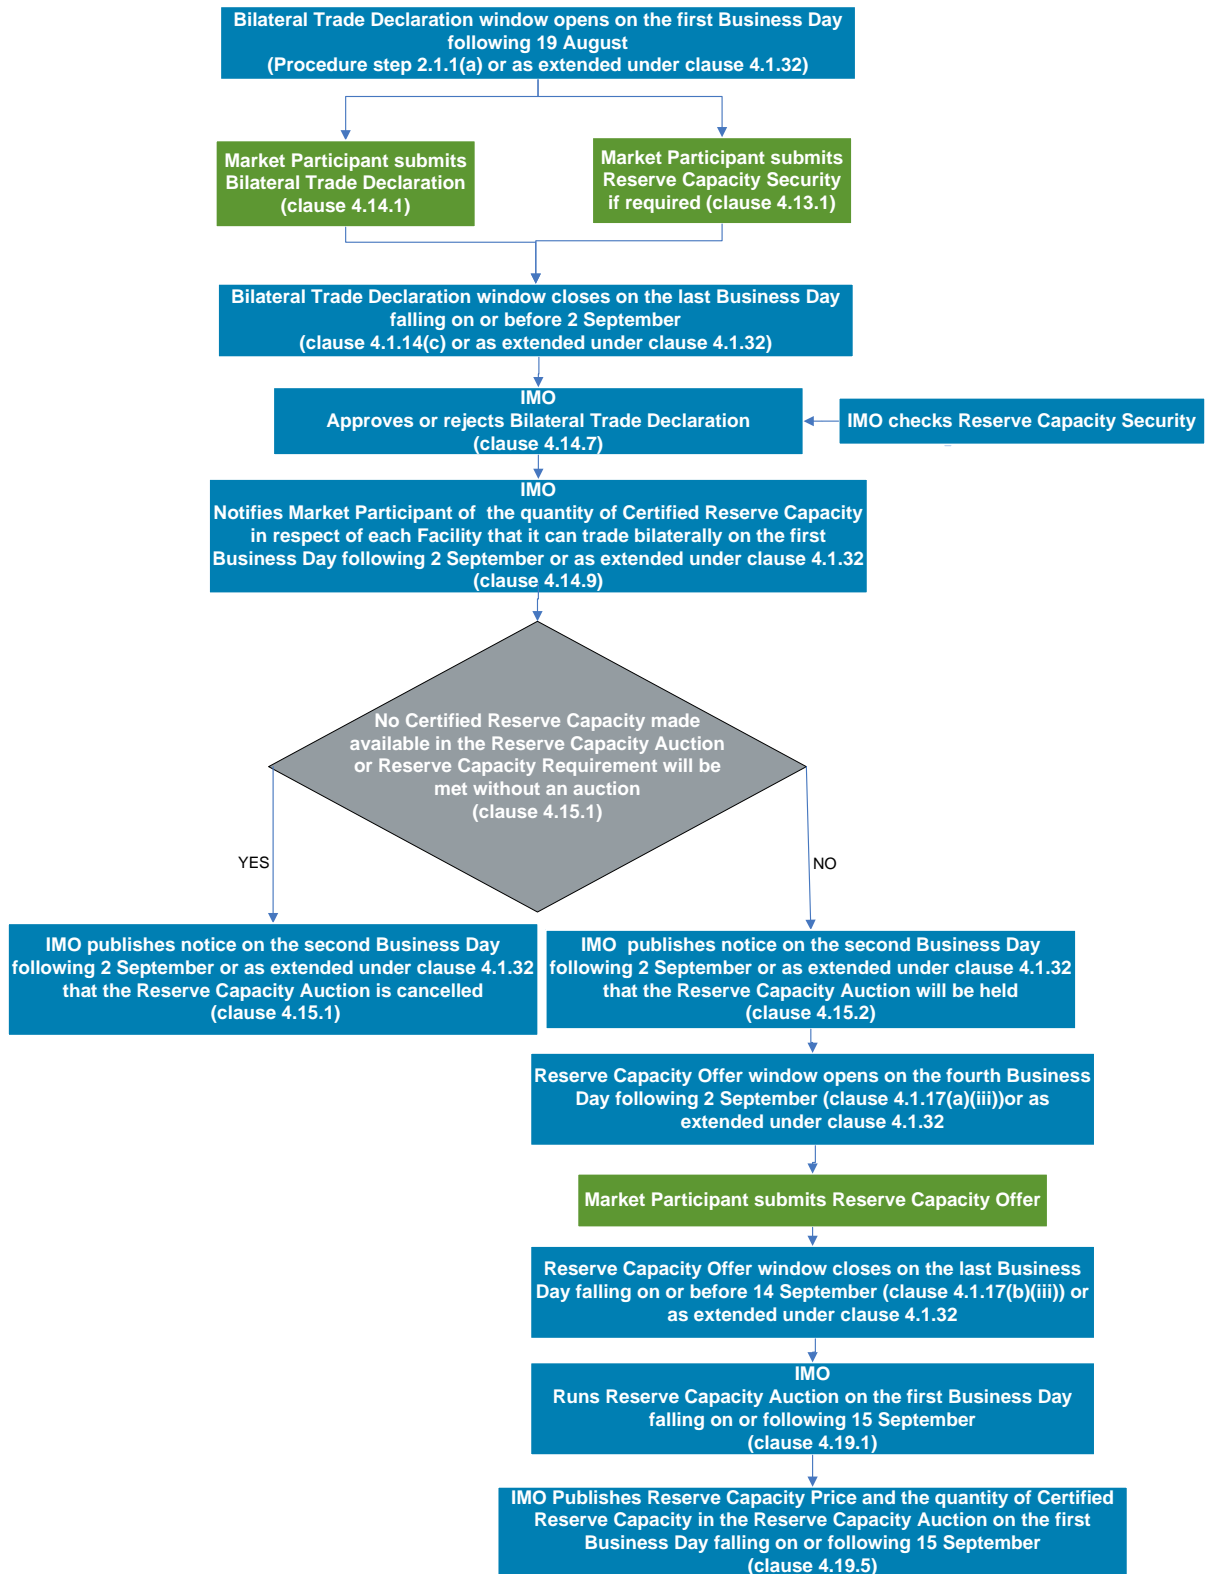 Bilateral Trade Declaration window opens on the first Business Day
following 19 August
(Procedure step 2.1.1(a) or as extended under clause 4.1.32)
Market Participant submits
Bilateral Trade Declaration
(clause 4.14.1)
Market Participant submits
Reserve Capacity Security
if required (clause 4.13.1)
Bilateral Trade Declaration window closes on the last Business Day
falling on or before 2 September
(clause 4.1.14(c) or as extended under clause 4.1.32)
IMO
Approves or rejects Bilateral Trade Declaration
(clause 4.14.7)
IMO checks Reserve Capacity Security
IMO
Notifies Market Participant of the quantity of Certified Reserve Capacity
in respect of each Facility that it can trade bilaterally on the first
Business Day following 2 September or as extended under clause 4.1.32
(clause 4.14.9)
No Certified Reserve Capacity made
available in the Reserve Capacity Auction
or Reserve Capacity Requirement will be
met without an auction
(clause 4.15.1)
YES
NO
IMO publishes notice on the second Business Day
following 2 September or as extended under clause 4.1.32
that the Reserve Capacity Auction is cancelled
(clause 4.15.1)
IMO publishes notice on the second Business Day
following 2 September or as extended under clause 4.1.32
that the Reserve Capacity Auction will be held
(clause 4.15.2)
Reserve Capacity Offer window opens on the fourth Business
Day following 2 September (clause 4.1.17(a)(iii))or as
extended under clause 4.1.32
Market Participant submits Reserve Capacity Offer
Reserve Capacity Offer window closes on the last Business
Day falling on or before 14 September (clause 4.1.17(b)(iii)) or
as extended under clause 4.1.32
IMO
Runs Reserve Capacity Auction on the first Business Day
falling on or following 15 September
(clause 4.19.1)
IMO Publishes Reserve Capacity Price and the quantity of Certified
Reserve Capacity in the Reserve Capacity Auction on the first
Business Day falling on or following 15 September
(clause 4.19.5)